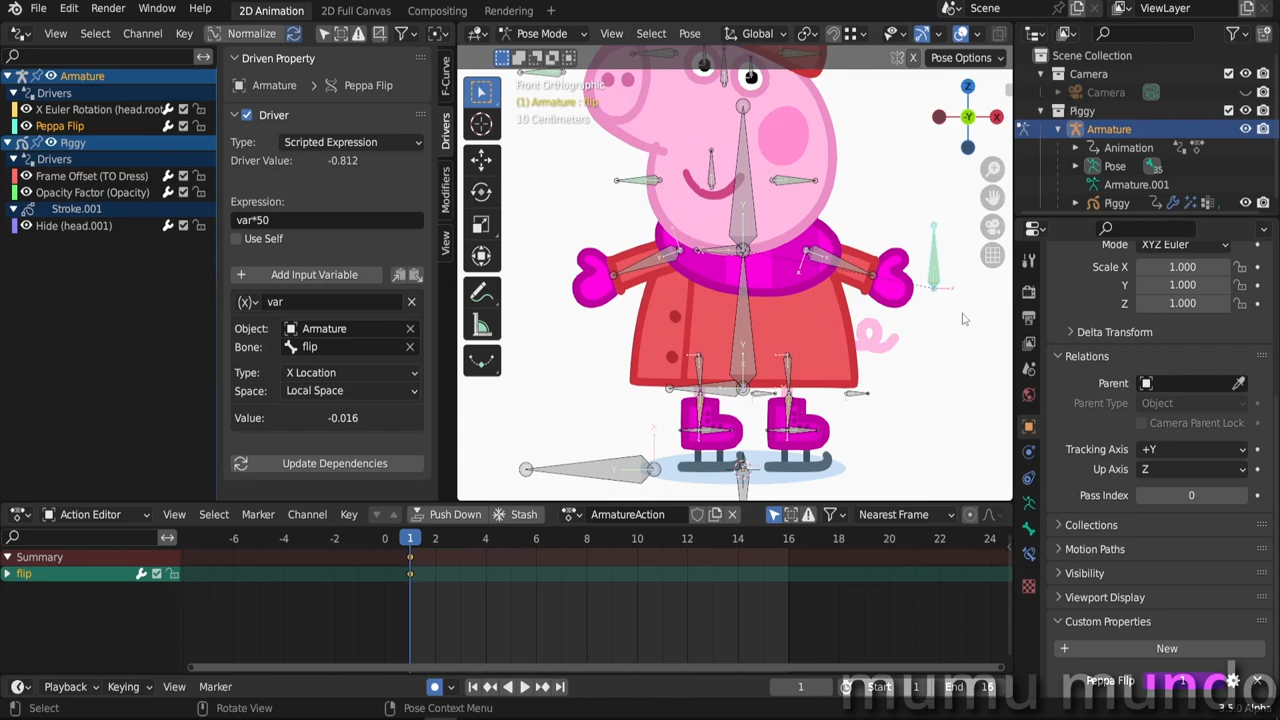 File Edit Render Window Help 2D Animation 2D Full Canvas Compositing Rendering + Scene ViewLayer
View Select Channel Key Normalize Pose Mode View Select Pose Global
Pose Options
X
Armature
Drivers
X Euler Rotation (head.root
Peppa Flip
Piggy
Drivers
Frame Offset (TO Dress)
Opacity Factor (Opacity)
Stroke.001
Hide (head.001)
Driven Property
Armature Peppa Flip
Driver
Type: Scripted Expression
Driver Value: -0.812
Expression:
var*50
Use Self
Add Input Variable
(x) var
Object: Armature
Bone: flip
Type: X Location
Space: Local Space
Value: -0.016
Update Dependencies
F-Curve
Drivers
Modifiers
View
Front Orthographic
(1) Armature : flip
10 Centimeters
Z
-Y
X
Scene Collection
Camera
Camera
Piggy
Armature
Animation
Pose 35
Armature.001
Piggy
Mode XYZ Euler
Scale X 1.000
Y 1.000
Z 1.000
Delta Transform
Relations
Parent
Parent Type Object
Camera Parent Lock
Tracking Axis +Y
Up Axis Z
Pass Index 0
Collections
Motion Paths
Visibility
Viewport Display
Custom Properties
New
Peppa Flip 1
Action Editor View Select Marker Channel Key Push Down Stash ArmatureAction Nearest Frame
-6 -4 -2 0 1 2 4 6 8 10 12 14 16 18 20 22 24
Summary
flip
Playback Keying View Marker 1 Start 1 End 16
mumu mundo
Select Rotate View Pose Context Menu 3.5.0 Alpha